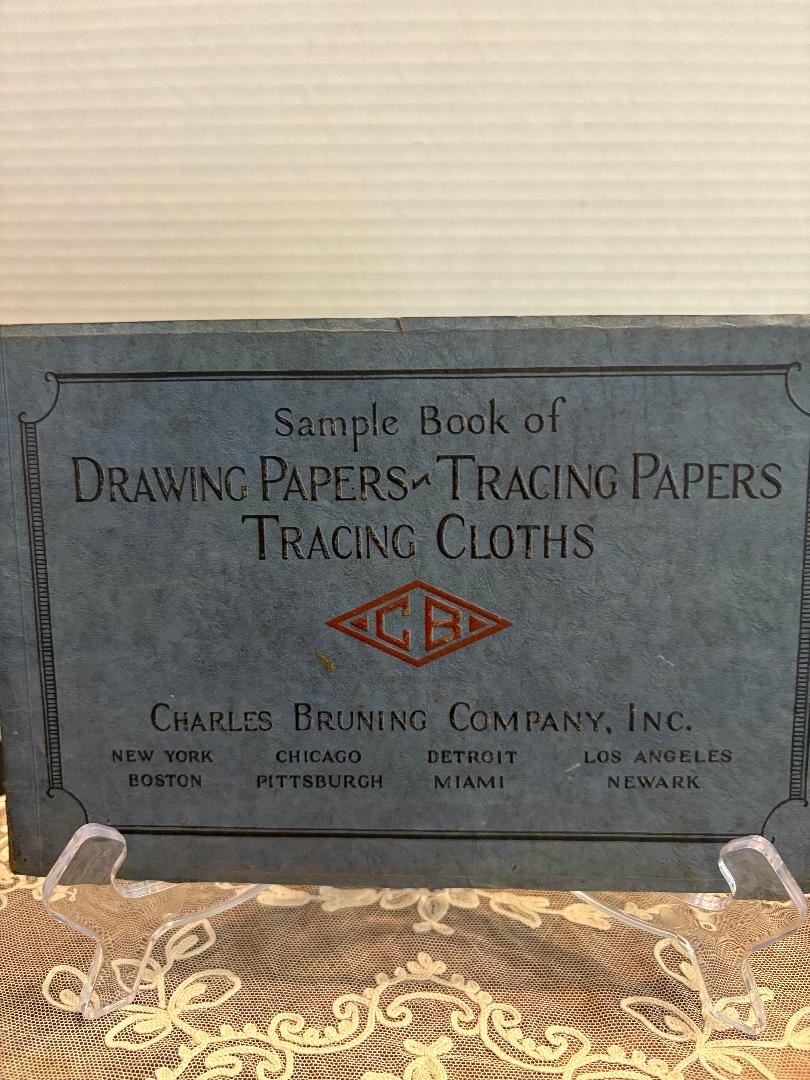 Sample Book of
DRAWING PAPERS~TRACING PAPERS
TRACING CLOTHS
CB
CHARLES BRUNING COMPANY, INC.
NEW YORK CHICAGO DETROIT LOS ANGELES
BOSTON PITTSBURGH MIAMI NEWARK